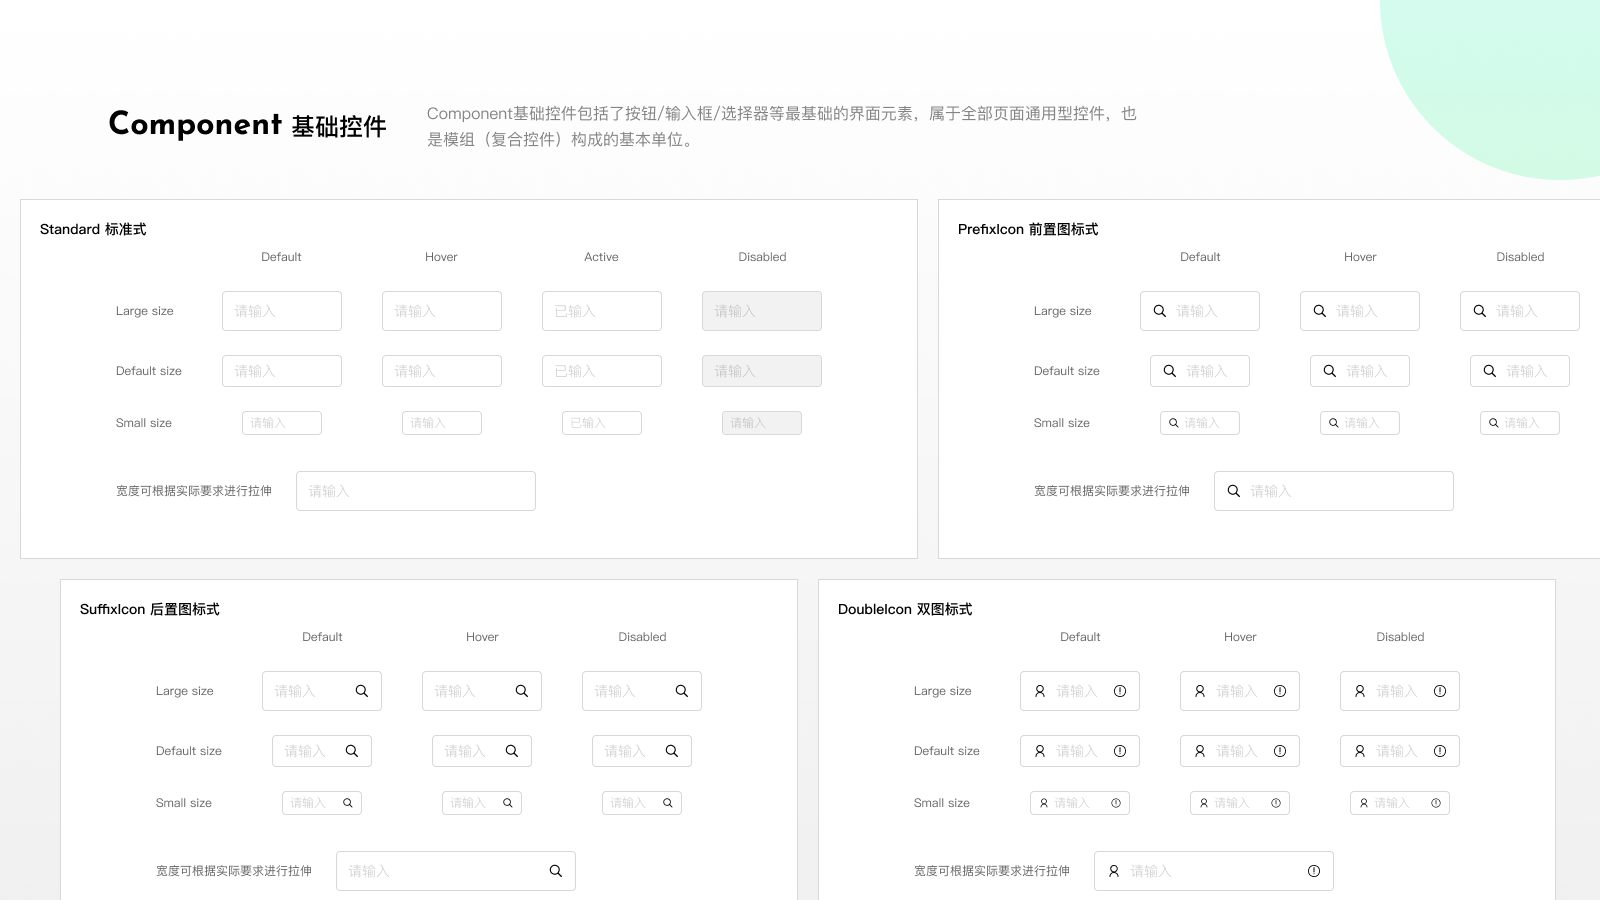 Component 基础控件
Component基础控件包括了按钮/输入框/选择器等最基础的界面元素，属于全部页面通用型控件，也
是模组（复合控件）构成的基本单位。
Standard 标准式
Default Hover Active Disabled
Large size 请输入 请输入 已输入 请输入
Default size 请输入 请输入 已输入 请输入
Small size 请输入 请输入 已输入 请输入
宽度可根据实际要求进行拉伸 请输入
PrefixIcon 前置图标式
Default Hover Disabled
Large size 请输入 请输入 请输入
Default size 请输入 请输入 请输入
Small size 请输入 请输入 请输入
宽度可根据实际要求进行拉伸 请输入
SuffixIcon 后置图标式
Default Hover Disabled
Large size 请输入 请输入 请输入
Default size 请输入 请输入 请输入
Small size 请输入 请输入 请输入
宽度可根据实际要求进行拉伸 请输入
DoubleIcon 双图标式
Default Hover Disabled
Large size 请输入 请输入 请输入
Default size 请输入 请输入 请输入
Small size 请输入 请输入 请输入
宽度可根据实际要求进行拉伸 请输入